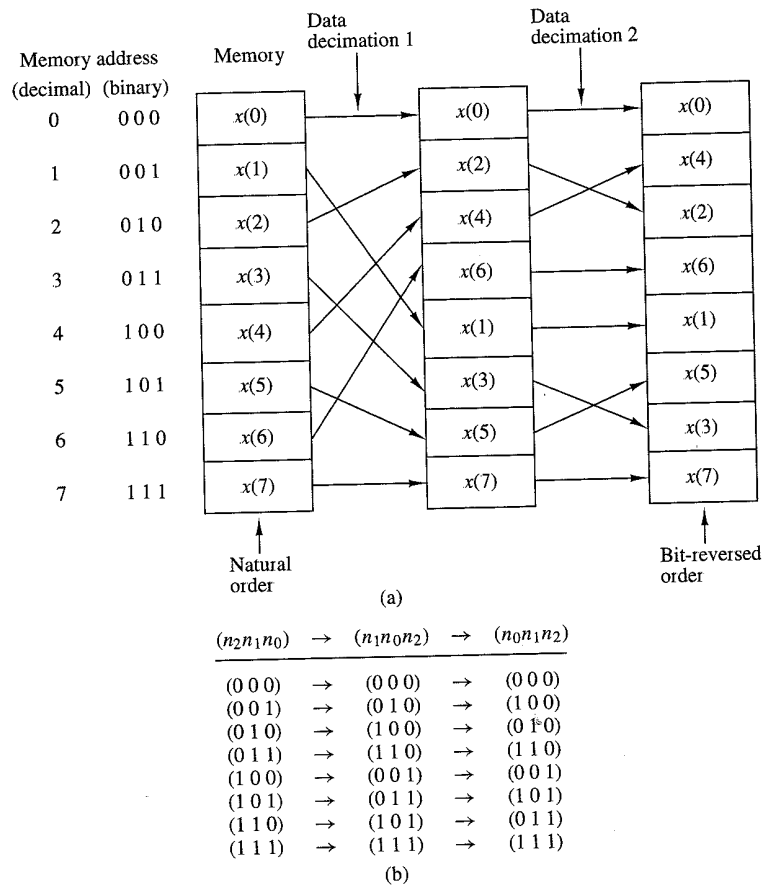 Data
decimation 1
Data
decimation 2
Memory address
Memory
(decimal) (binary)
0 0 0 0 x(0) x(0) x(0)
1 0 0 1 x(1) x(2) x(4)
2 0 1 0 x(2) x(4) x(2)
3 0 1 1 x(3) x(6) x(6)
4 1 0 0 x(4) x(1) x(1)
5 1 0 1 x(5) x(3) x(5)
6 1 1 0 x(6) x(5) x(3)
7 1 1 1 x(7) x(7) x(7)
Natural
order
Bit-reversed
order
(a)
(n₂n₁n₀) → (n₁n₀n₂) → (n₀n₁n₂)
(0 0 0) → (0 0 0) → (0 0 0)
(0 0 1) → (0 1 0) → (1 0 0)
(0 1 0) → (1 0 0) → (0 1 0)
(0 1 1) → (1 1 0) → (1 1 0)
(1 0 0) → (0 0 1) → (0 0 1)
(1 0 1) → (0 1 1) → (1 0 1)
(1 1 0) → (1 0 1) → (0 1 1)
(1 1 1) → (1 1 1) → (1 1 1)
(b)